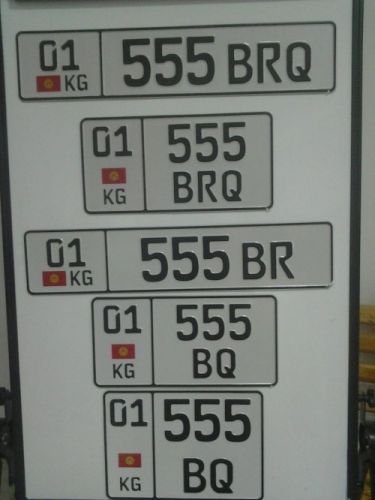 01 KG 555 BRQ
01 555
KG BRQ
01 KG 555 BR
01 555
KG BQ
01 555
KG BQ